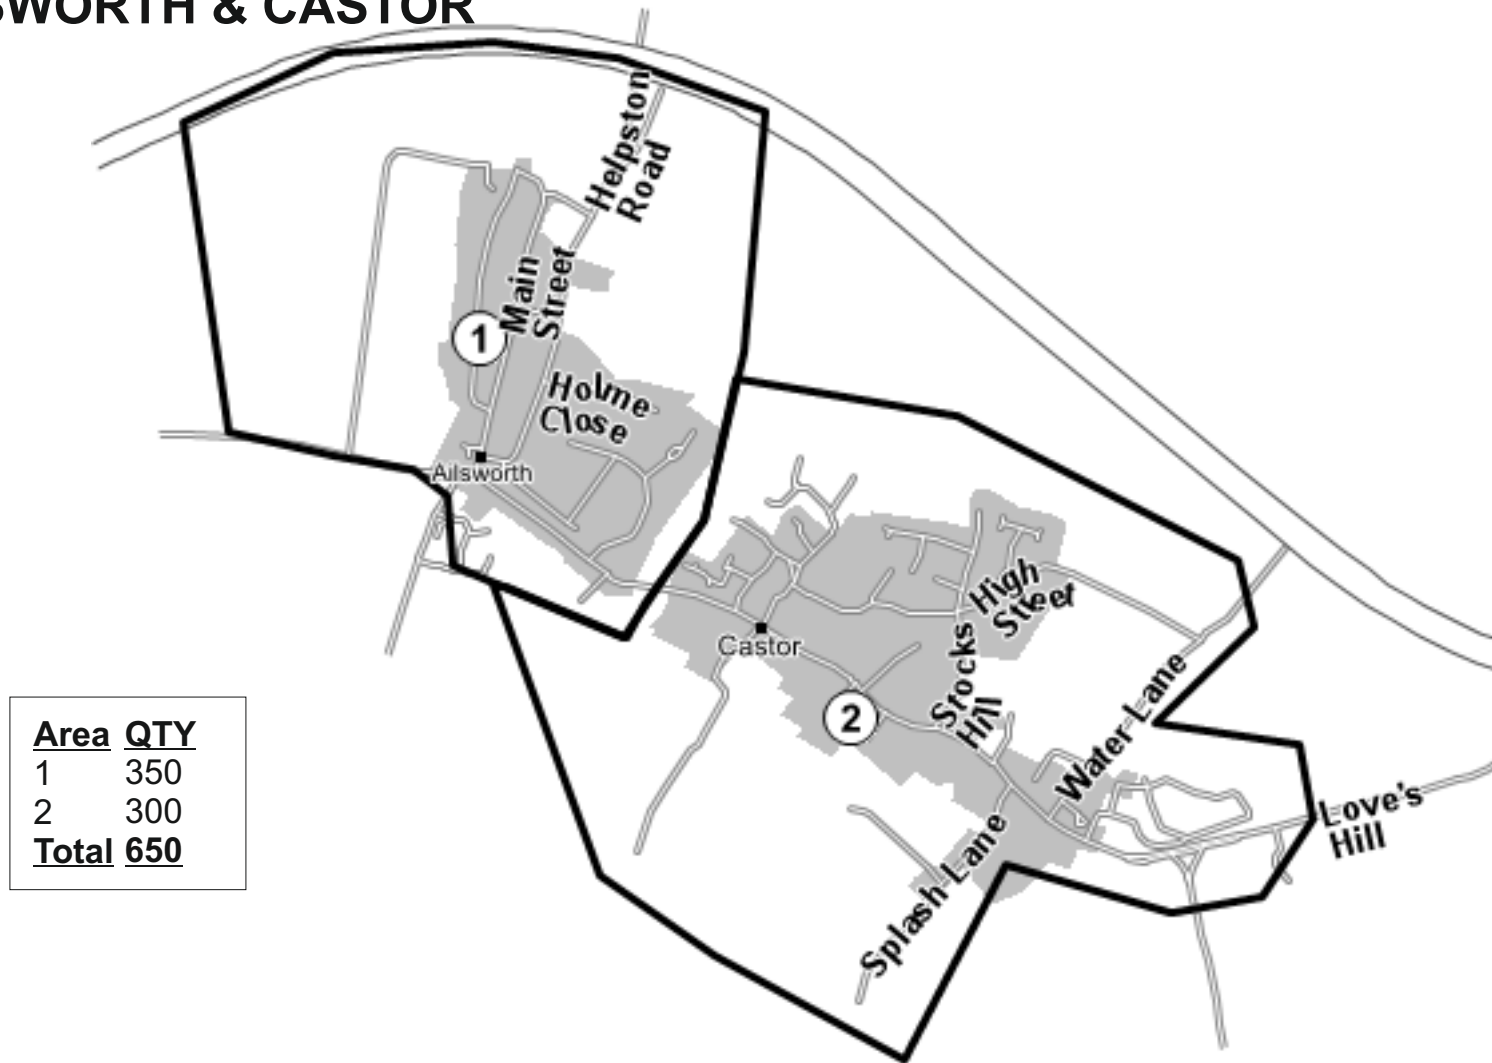 SWORTH & CASTOR
Helpston
Road
Main
Street
1
Holme
Close
Ailsworth
High
Street
Castor
Stocks
Hill
2
Water Lane
Love's
Hill
Splash Lane
Area QTY
1 350
2 300
Total 650